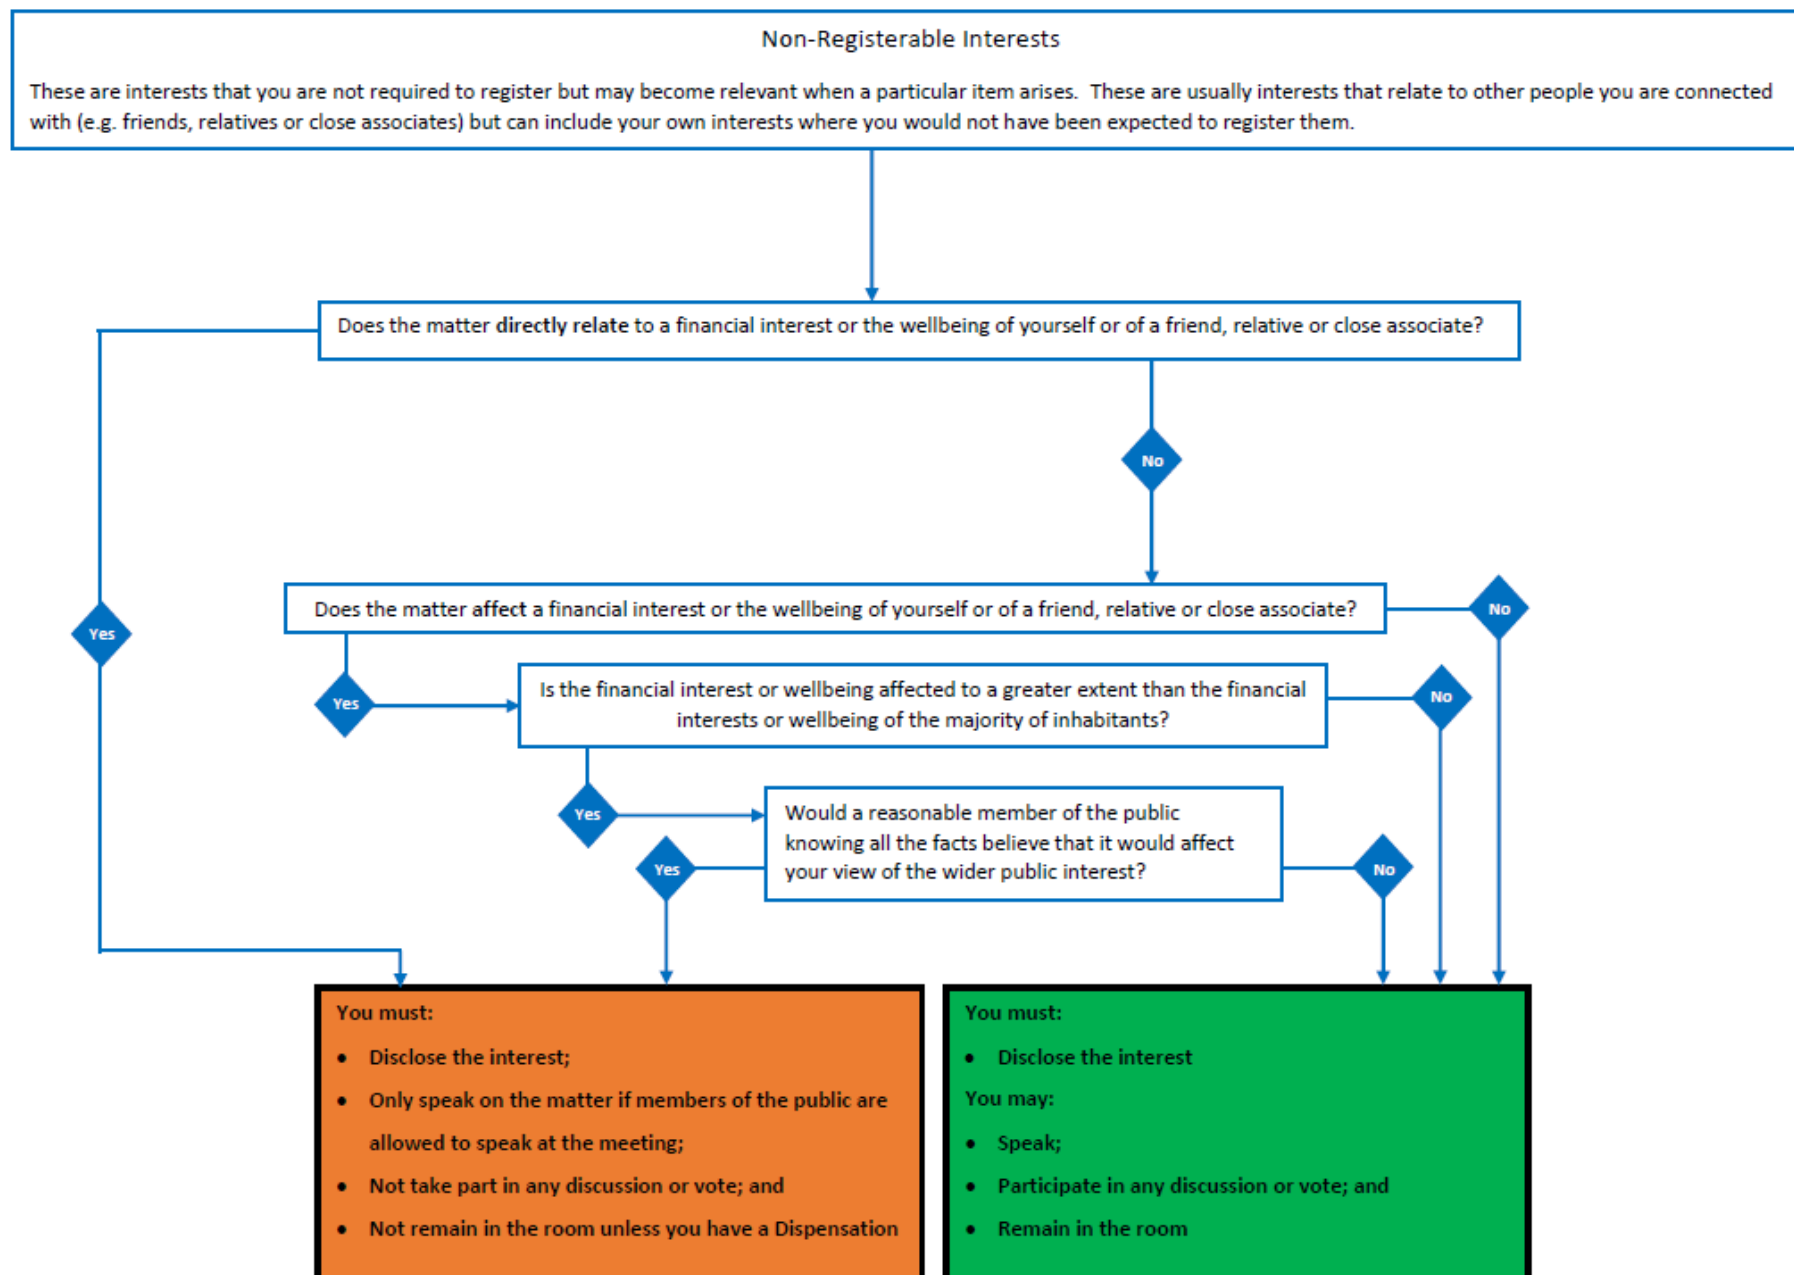 Non-Registerable Interests
These are interests that you are not required to register but may become relevant when a particular item arises.  These are usually interests that relate to other people you are connected
with (e.g. friends, relatives or close associates) but can include your own interests where you would not have been expected to register them.
Does the matter directly relate to a financial interest or the wellbeing of yourself or of a friend, relative or close associate?
No
Yes
Does the matter affect a financial interest or the wellbeing of yourself or of a friend, relative or close associate?
No
Yes
Is the financial interest or wellbeing affected to a greater extent than the financial
interests or wellbeing of the majority of inhabitants?
No
Yes
Would a reasonable member of the public
knowing all the facts believe that it would affect
your view of the wider public interest?
Yes
No
You must:
• Disclose the interest;
• Only speak on the matter if members of the public are
allowed to speak at the meeting;
• Not take part in any discussion or vote; and
• Not remain in the room unless you have a Dispensation
You must:
• Disclose the interest
You may:
• Speak;
• Participate in any discussion or vote; and
• Remain in the room